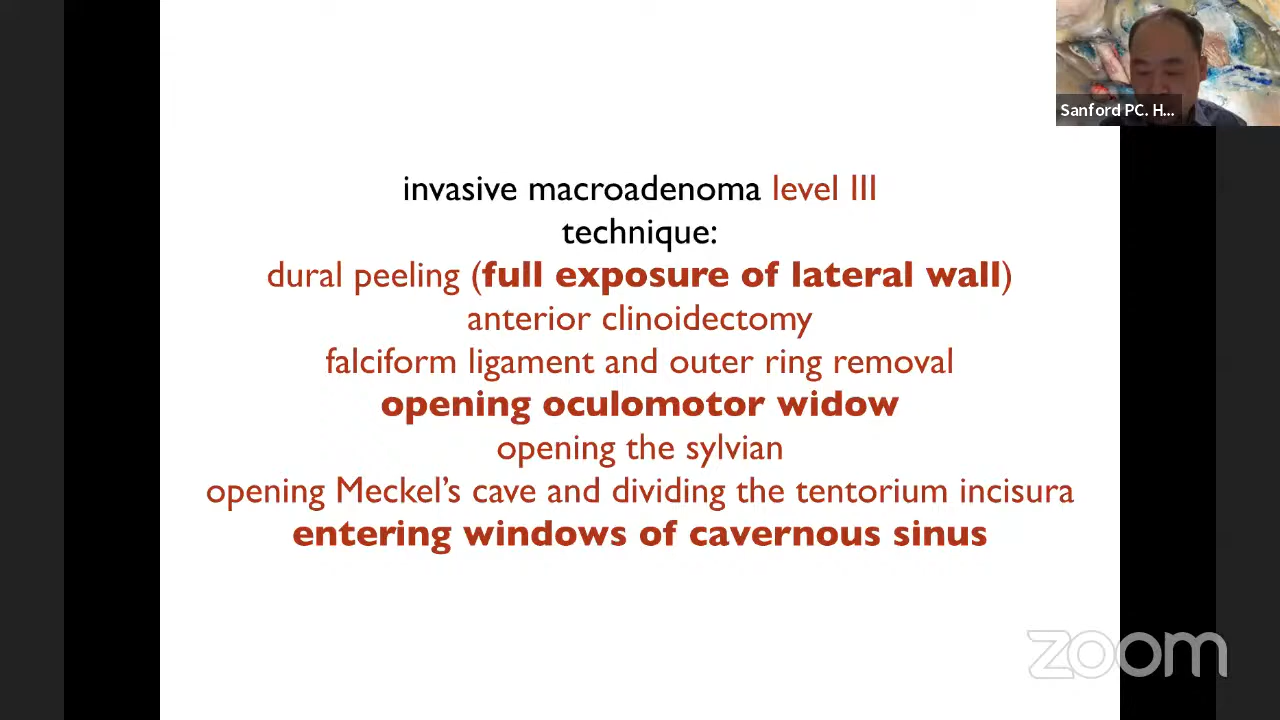 Sanford PC. H...
invasive macroadenoma level III
technique:
dural peeling (full exposure of lateral wall)
anterior clinoidectomy
falciform ligament and outer ring removal
opening oculomotor widow
opening the sylvian
opening Meckel's cave and dividing the tentorium incisura
entering windows of cavernous sinus
zoom